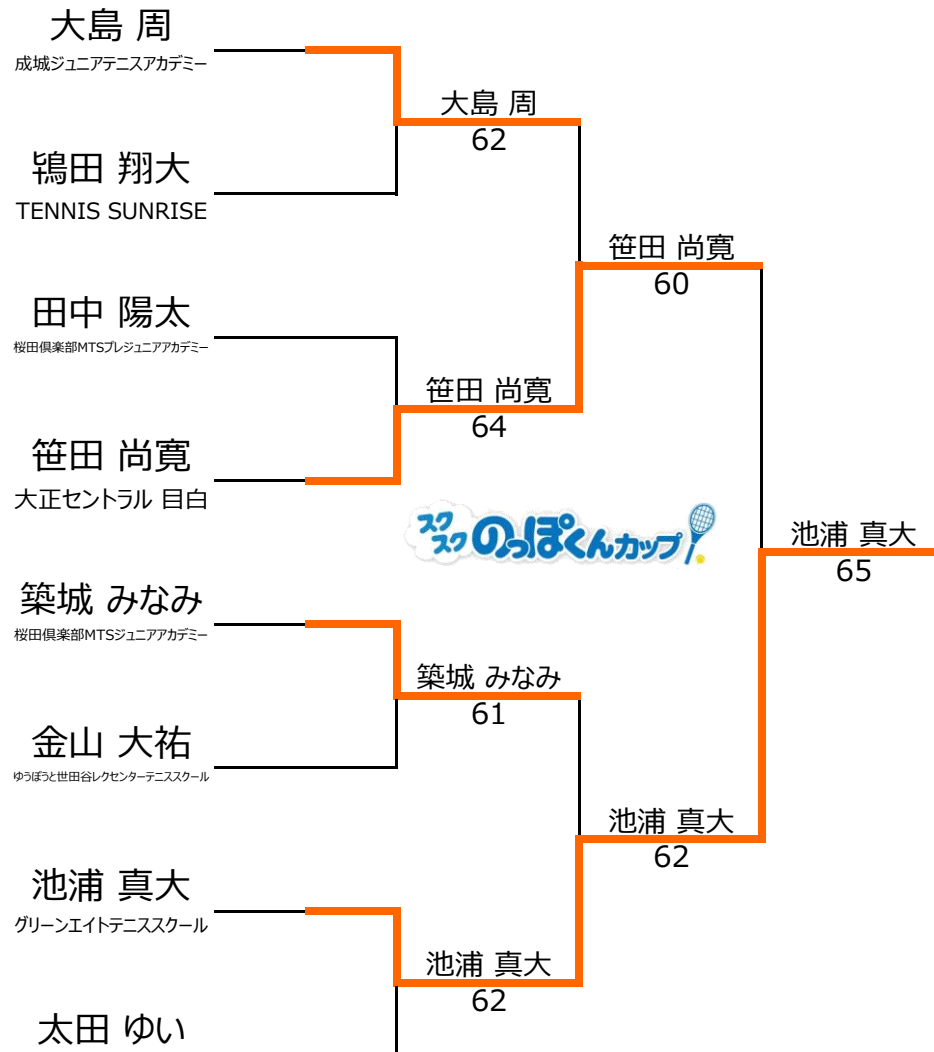 大島 周
成城ジュニアテニスアカデミー
大島 周
62
鴇田 翔大
TENNIS SUNRISE
笹田 尚寛
60
田中 陽太
桜田倶楽部MTSプレジュニアアカデミー
笹田 尚寛
64
笹田 尚寛
大正セントラル 目白
スクスクのっぽくんカップ!
池浦 真大
65
築城 みなみ
桜田倶楽部MTSジュニアアカデミー
築城 みなみ
61
金山 大祐
ゆうぽうと世田谷レクセンターテニススクール
池浦 真大
62
池浦 真大
グリーンエイトテニススクール
池浦 真大
62
太田 ゆい